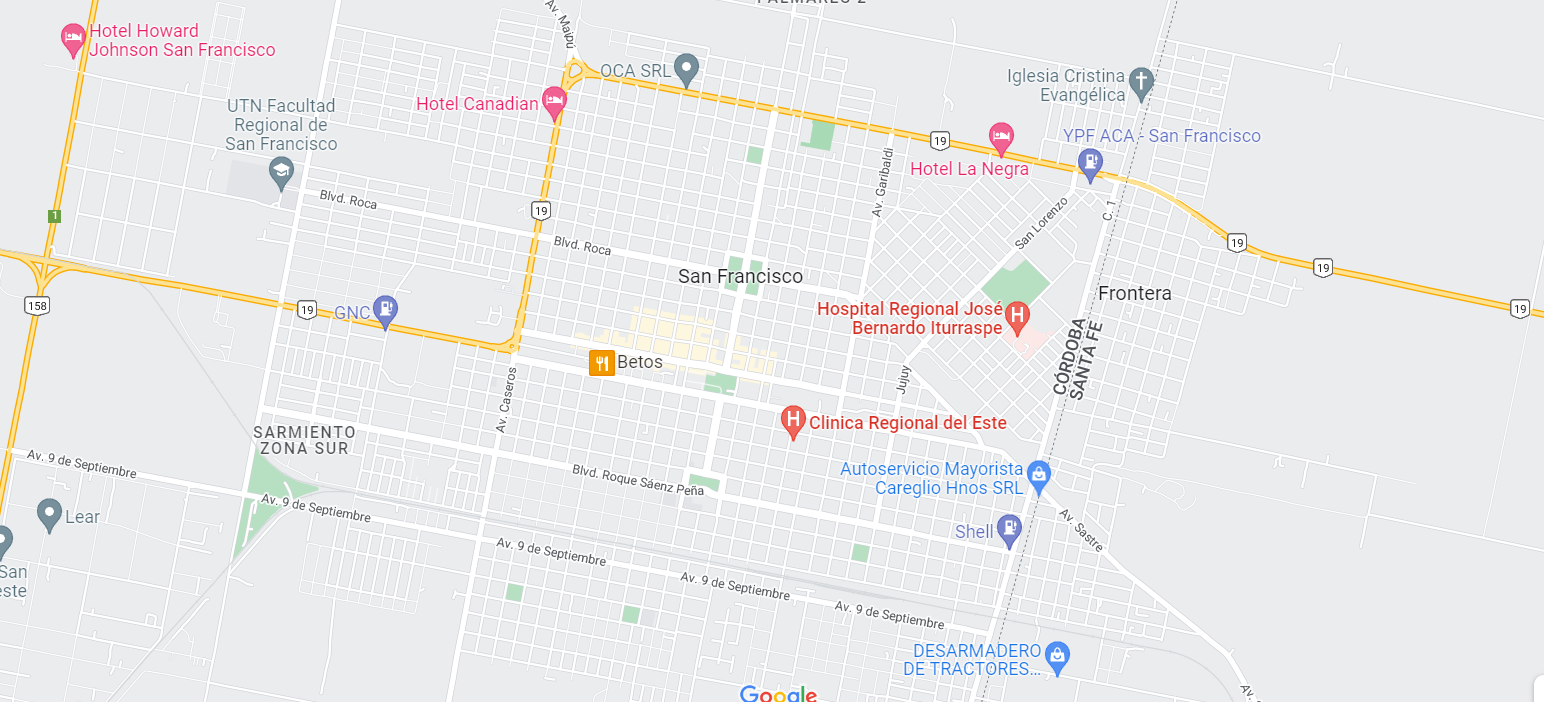 PALMARES 2
Av. Maipú
Hotel Howard
Johnson San Francisco
OCA SRL
Iglesia Cristina
Evangélica
Hotel Canadian
UTN Facultad
Regional de
San Francisco
19
YPF ACA - San Francisco
Hotel La Negra
Av. Garibaldi
Blvd. Roca
19
1
C. 1
San Lorenzo
Blvd. Roca
19
19
San Francisco
Frontera
158
19
GNC
19
Hospital Regional José
Bernardo Iturraspe
CÓRDOBA
SANTA FE
Betos
Jujuy
Av. Caseros
Clinica Regional del Este
SARMIENTO
ZONA SUR
Av. 9 de Septiembre
Autoservicio Mayorista
Careglio Hnos SRL
Blvd. Roque Sáenz Peña
Av. 9 de Septiembre
Lear
Shell
Av. Sastre
Av. 9 de Septiembre
San
este
Av. 9 de Septiembre
Av. 9 de Septiembre
DESARMADERO
DE TRACTORES...
Google
Av.